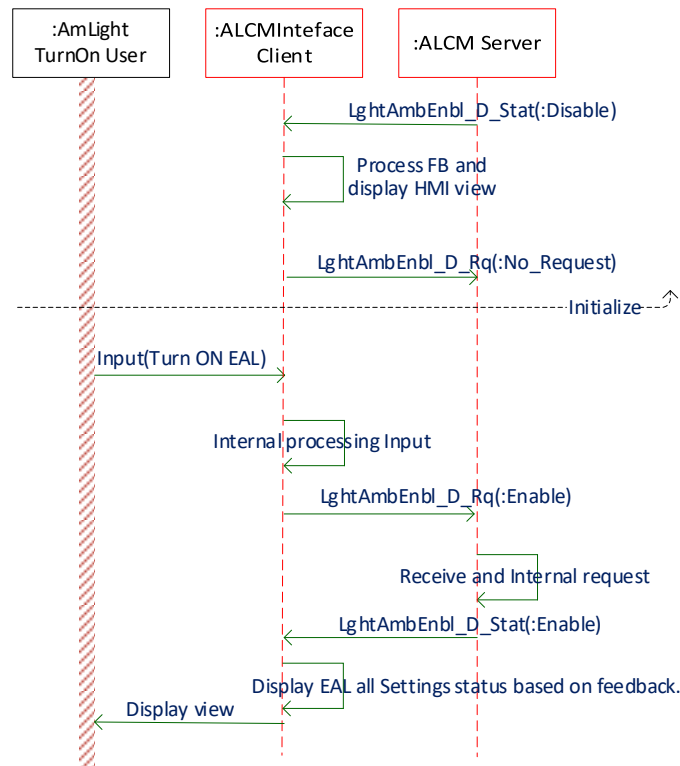 :AmLight
TurnOn User
:ALCMInteface
Client
:ALCM Server
LghtAmbEnbl_D_Stat(:Disable)
Process FB and
display HMI view
LghtAmbEnbl_D_Rq(:No_Request)
Initialize
Input(Turn ON EAL)
Internal processing Input
LghtAmbEnbl_D_Rq(:Enable)
Receive and Internal request
LghtAmbEnbl_D_Stat(:Enable)
Display EAL all Settings status based on feedback.
Display view